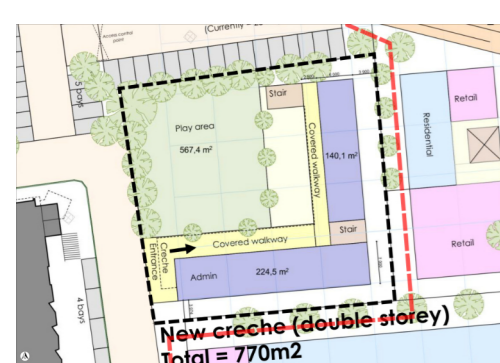 Access control
point
(Currently -
5 bays
Stair
Retail
Play area
567,4 m²
Covered walkway
140,1 m²
Residential
Creche
Entrance
Covered walkway
Stair
Retail
Admin
224,5 m²
4 bays
New creche (double storey)
Total = 770m2